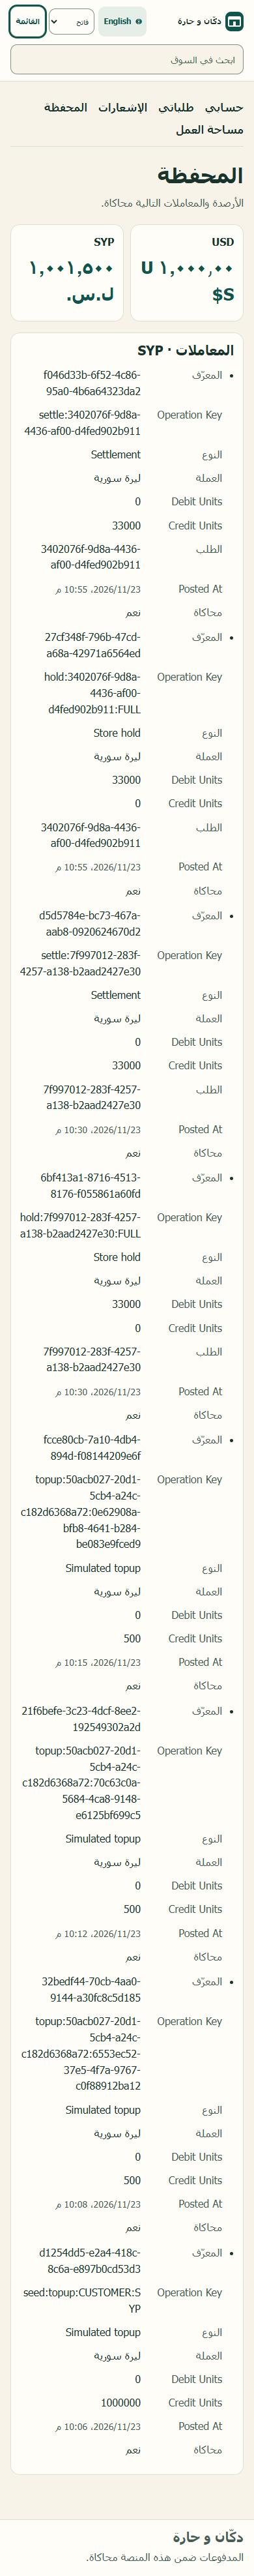 دكّان و حارة
English
فاتح
القائمة
ابحث في السوق
حسابي
طلباتي
الإشعارات
المحفظة
مساحة العمل
المحفظة
الأرصدة والمعاملات التالية محاكاة.
USD
١,٠٠٠٫٠٠ U
S$
SYP
١,٠٠١,٥٠٠
ل.س.
المعاملات · SYP
المعرّف
f046d33b-6f52-4c86-
95a0-4b6a64323da2
Operation Key
settle:3402076f-9d8a-
4436-af00-d4fed902b911
النوع
Settlement
العملة
ليرة سورية
Debit Units
0
Credit Units
33000
الطلب
3402076f-9d8a-4436-
af00-d4fed902b911
Posted At
2026/11/23، 10:55 م
محاكاة
نعم
المعرّف
27cf348f-796b-47cd-
a68a-42971a6564ed
Operation Key
hold:3402076f-9d8a-
4436-af00-
d4fed902b911:FULL
النوع
Store hold
العملة
ليرة سورية
Debit Units
33000
Credit Units
0
الطلب
3402076f-9d8a-4436-
af00-d4fed902b911
Posted At
2026/11/23، 10:55 م
محاكاة
نعم
المعرّف
d5d5784e-bc73-467a-
aab8-0920624670d2
Operation Key
settle:7f997012-283f-
4257-a138-b2aad2427e30
النوع
Settlement
العملة
ليرة سورية
Debit Units
0
Credit Units
33000
الطلب
7f997012-283f-4257-
a138-b2aad2427e30
Posted At
2026/11/23، 10:30 م
محاكاة
نعم
المعرّف
6bf413a1-8716-4513-
8176-f055861a60fd
Operation Key
hold:7f997012-283f-4257-
a138-b2aad2427e30:FULL
النوع
Store hold
العملة
ليرة سورية
Debit Units
33000
Credit Units
0
الطلب
7f997012-283f-4257-
a138-b2aad2427e30
Posted At
2026/11/23، 10:30 م
محاكاة
نعم
المعرّف
fcce80cb-7a10-4db4-
894d-f08144209e6f
Operation Key
topup:50acb027-20d1-
5cb4-a24c-
c182d6368a72:0e62908a-
bfb8-4641-b284-
be083e9fced9
النوع
Simulated topup
العملة
ليرة سورية
Debit Units
0
Credit Units
500
Posted At
2026/11/23، 10:15 م
محاكاة
نعم
المعرّف
21f6befe-3c23-4dcf-8ee2-
192549302a2d
Operation Key
topup:50acb027-20d1-
5cb4-a24c-
c182d6368a72:70c63c0a-
5684-4ca8-9148-
e6125bf699c5
النوع
Simulated topup
العملة
ليرة سورية
Debit Units
0
Credit Units
500
Posted At
2026/11/23، 10:12 م
محاكاة
نعم
المعرّف
32bedf44-70cb-4aa0-
9144-a30fc8c5d185
Operation Key
topup:50acb027-20d1-
5cb4-a24c-
c182d6368a72:6553ec52-
37e5-4f7a-9767-
c0f88912ba12
النوع
Simulated topup
العملة
ليرة سورية
Debit Units
0
Credit Units
500
Posted At
2026/11/23، 10:08 م
محاكاة
نعم
المعرّف
d1254dd5-e2a4-418c-
8c6a-e897b0cd53d3
Operation Key
seed:topup:CUSTOMER:S
YP
النوع
Simulated topup
العملة
ليرة سورية
Debit Units
0
Credit Units
1000000
Posted At
2026/11/23، 10:06 م
محاكاة
نعم
دكّان و حارة
المدفوعات ضمن هذه المنصة محاكاة.